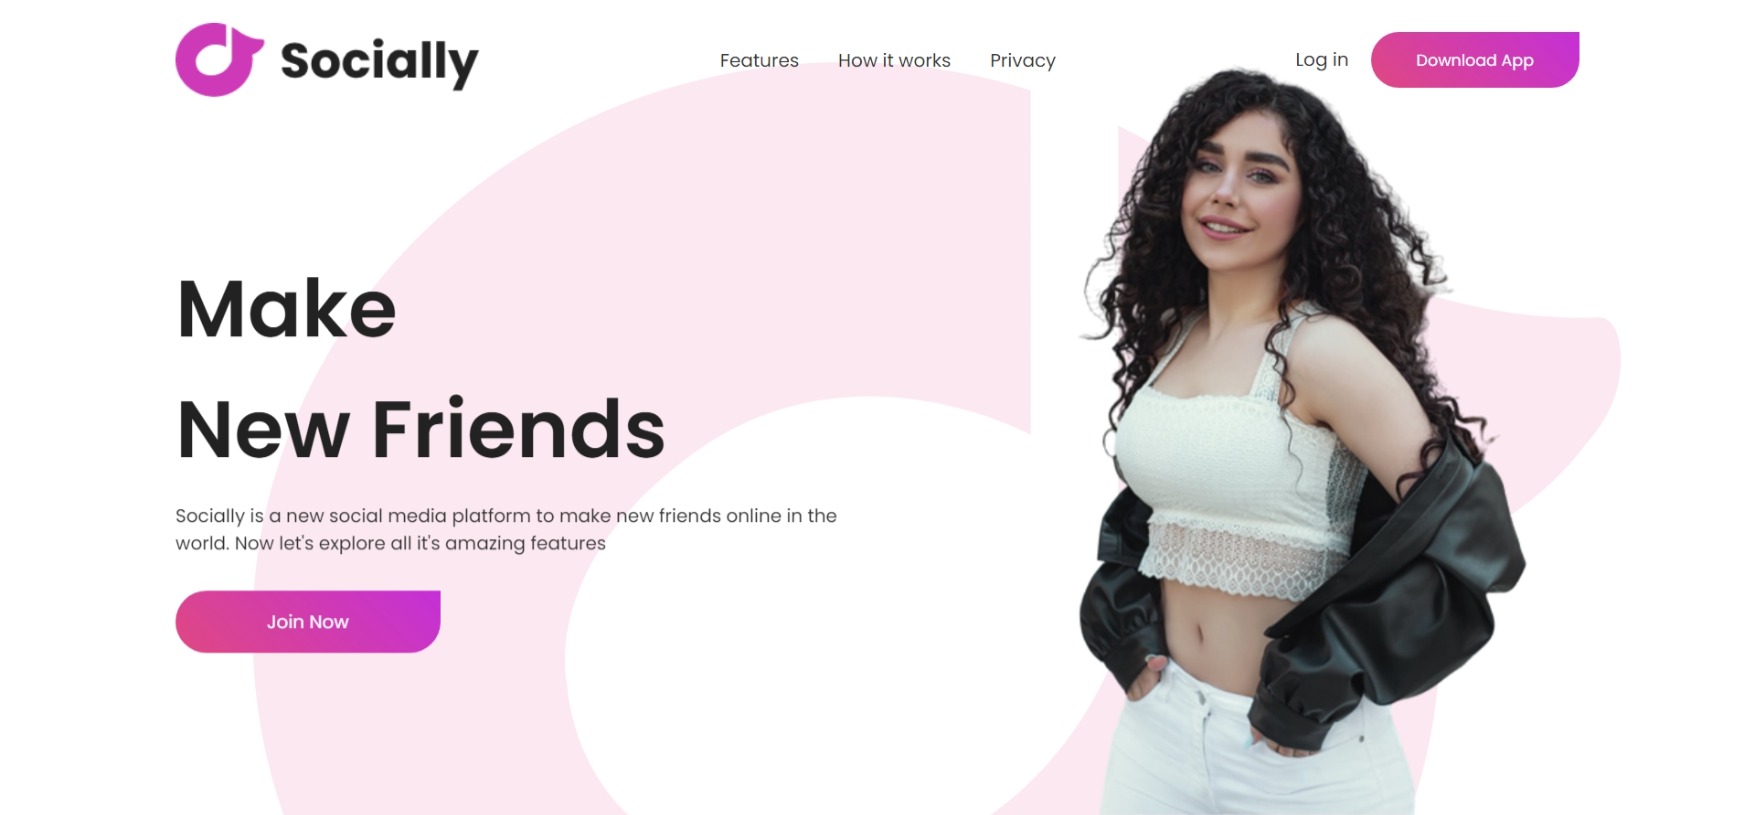 Socially
Features How it works Privacy
Log in Download App
Make
New Friends
Socially is a new social media platform to make new friends online in the
world. Now let's explore all it's amazing features
Join Now